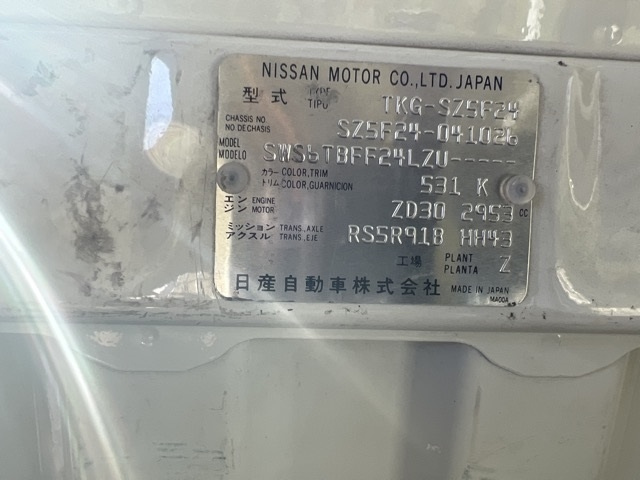 NISSAN MOTOR CO.,LTD.JAPAN
型式 TYPE TIPO TKG-SZ5F24
CHASSIS NO
NO DECHASIS SZ5F24-041026
MODEL
MODELO SWS6TBFF24LZU-----
カラー COLOR,TRIM
トリム COLOR,GUARNICION 531 K
エン ENGINE
ジン MOTOR ZD30 2953 CC
ミッション TRANS.,AXLE
アクスル TRANS.,EJE RS5R91B HH43
工場 PLANT
PLANTA Z
日産自動車株式会社 MADE IN JAPAN
MA00A